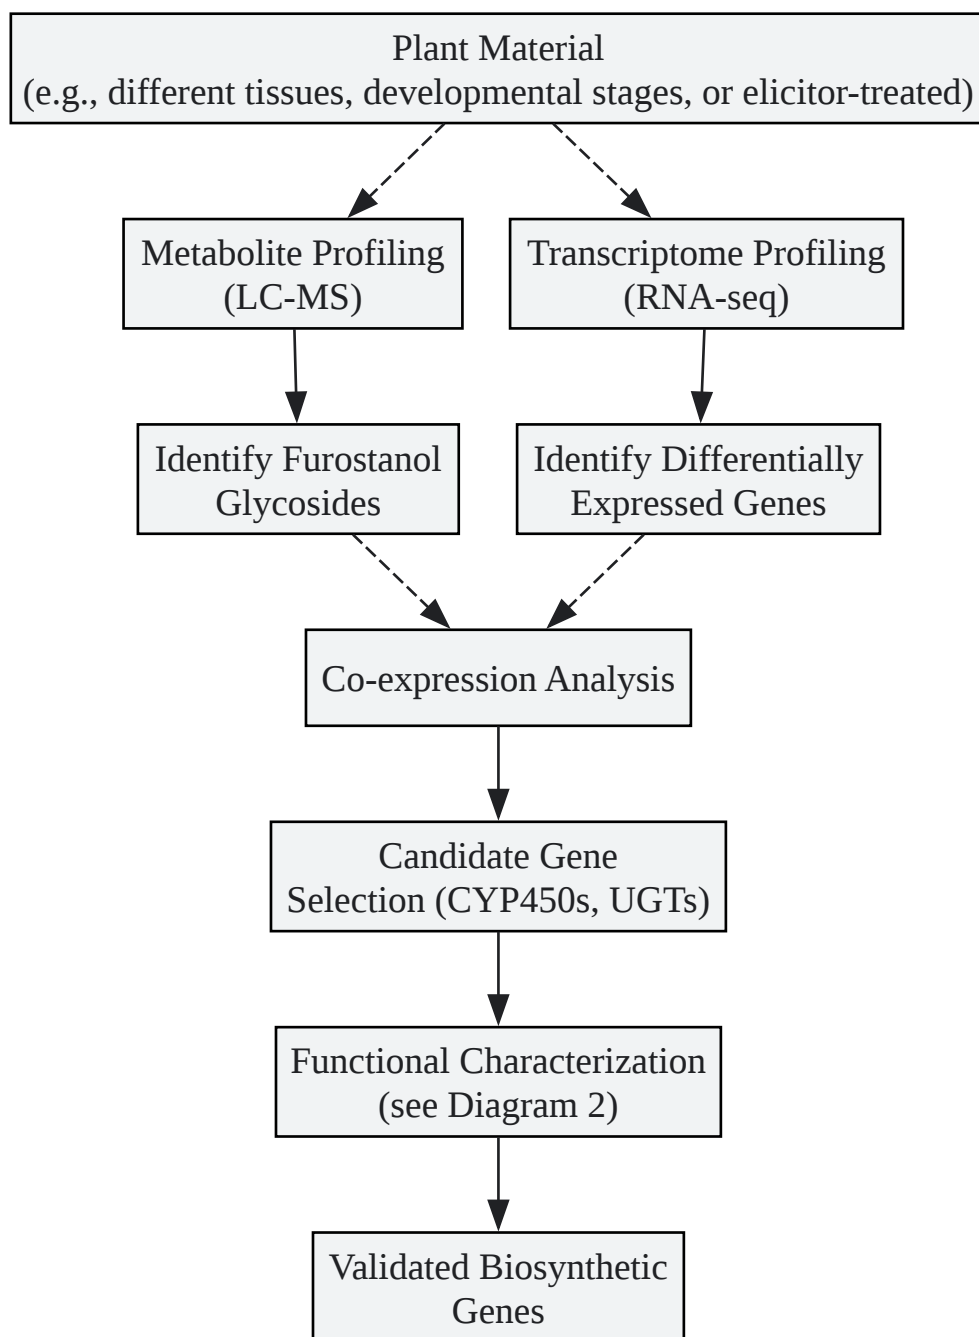 Plant Material
(e.g., different tissues, developmental stages, or elicitor-treated)
Metabolite Profiling
(LC-MS)
Transcriptome Profiling
(RNA-seq)
Identify Furostanol
Glycosides
Identify Differentially
Expressed Genes
Co-expression Analysis
Candidate Gene
Selection (CYP450s, UGTs)
Functional Characterization
(see Diagram 2)
Validated Biosynthetic
Genes